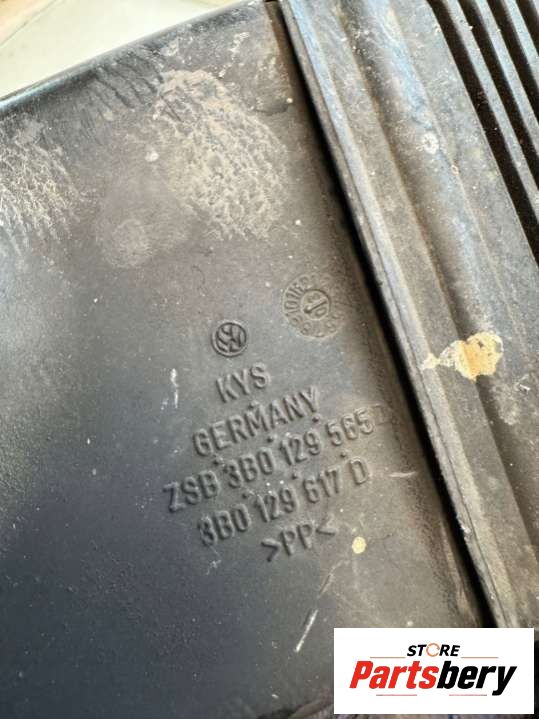 KYS
GERMANY
ZSB 3B0 129 565
3B0 129 617 D
>PP<
STORE
Partsbery